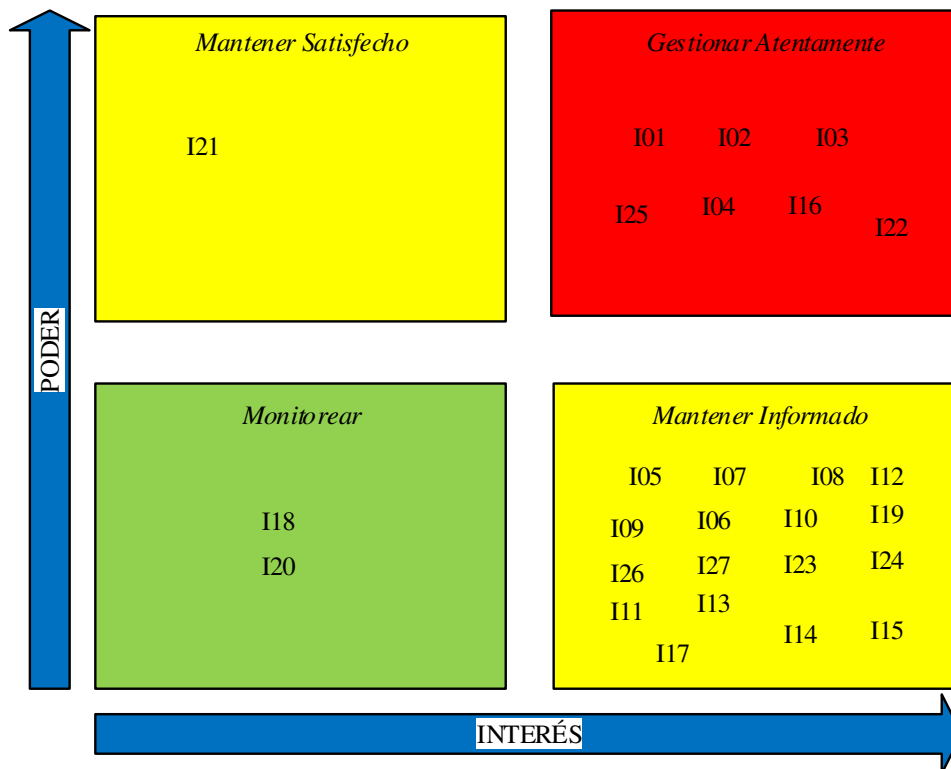 PODER
Mantener Satisfecho
I21
Gestionar Atentamente
I01 I02 I03
I25 I04 I16 I22
Monitorear
I18
I20
Mantener Informado
I05 I07 I08 I12
I09 I06 I10 I19
I26 I27 I23 I24
I11 I13
I17 I14 I15
INTERÉS